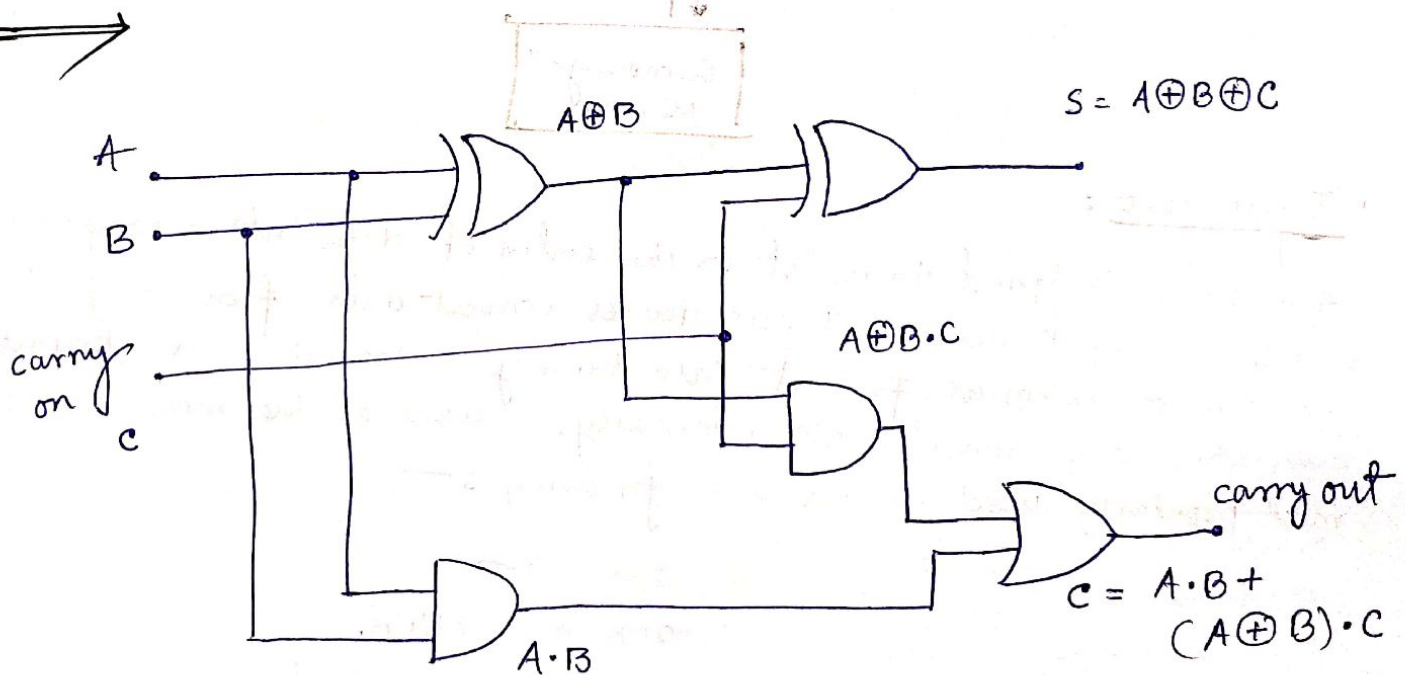 A⊕B
S = A⊕B⊕C
A
B
carry
on
C
A⊕B·C
carry out
C = A·B +
(A⊕B)·C
A·B